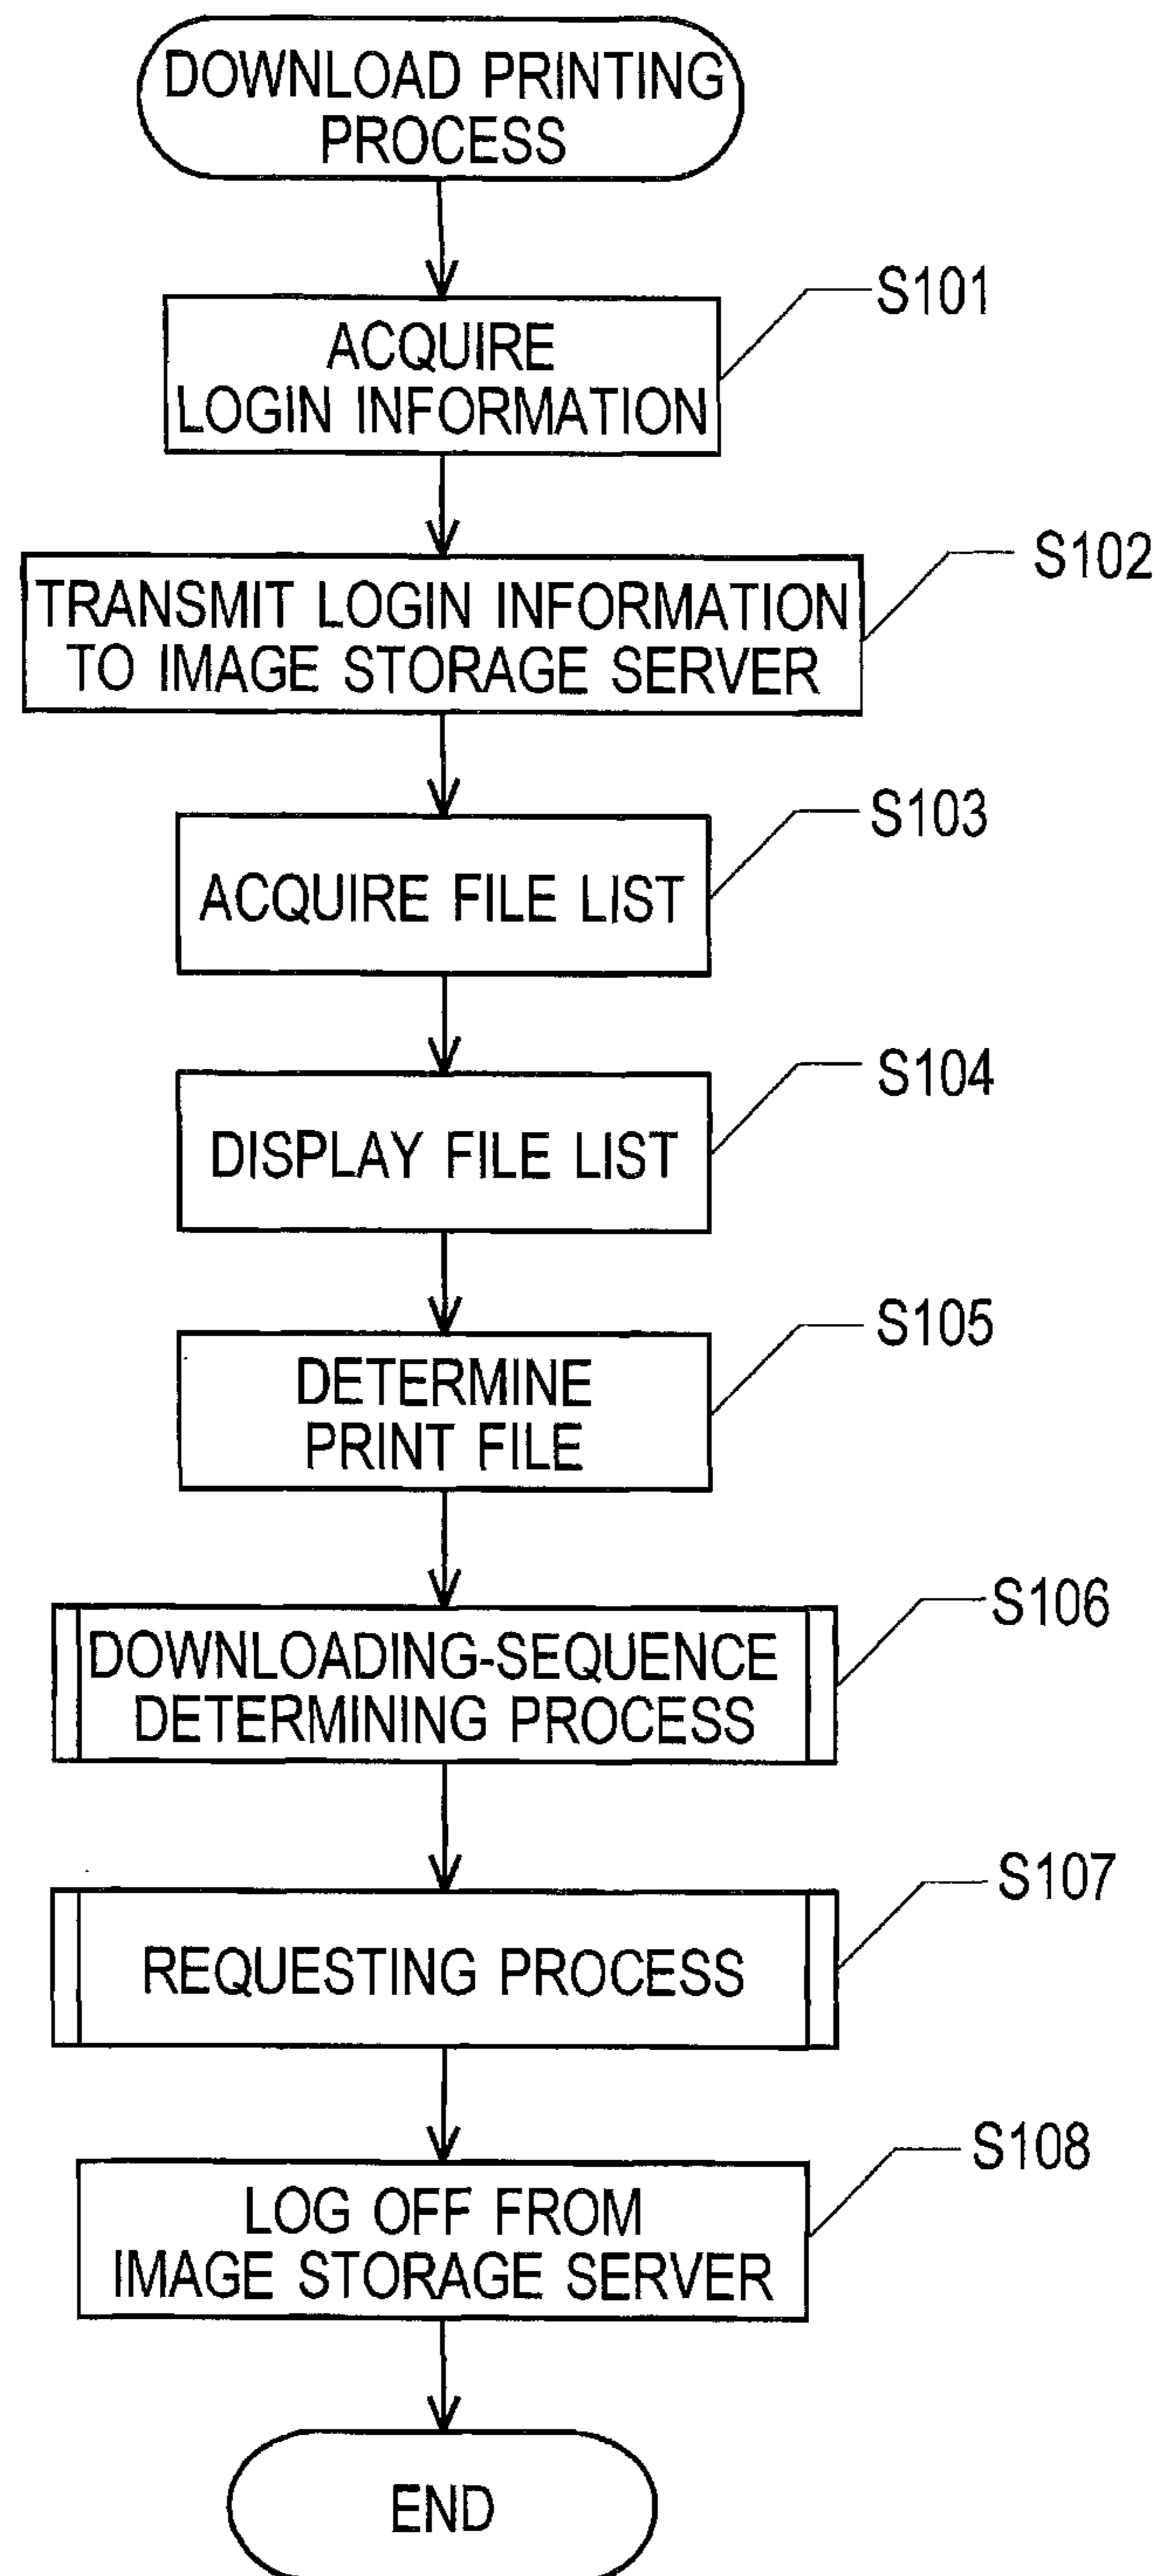 DOWNLOAD PRINTING
PROCESS
S101
ACQUIRE
LOGIN INFORMATION
S102
TRANSMIT LOGIN INFORMATION
TO IMAGE STORAGE SERVER
S103
ACQUIRE FILE LIST
S104
DISPLAY FILE LIST
S105
DETERMINE
PRINT FILE
S106
DOWNLOADING-SEQUENCE
DETERMINING PROCESS
S107
REQUESTING PROCESS
S108
LOG OFF FROM
IMAGE STORAGE SERVER
END